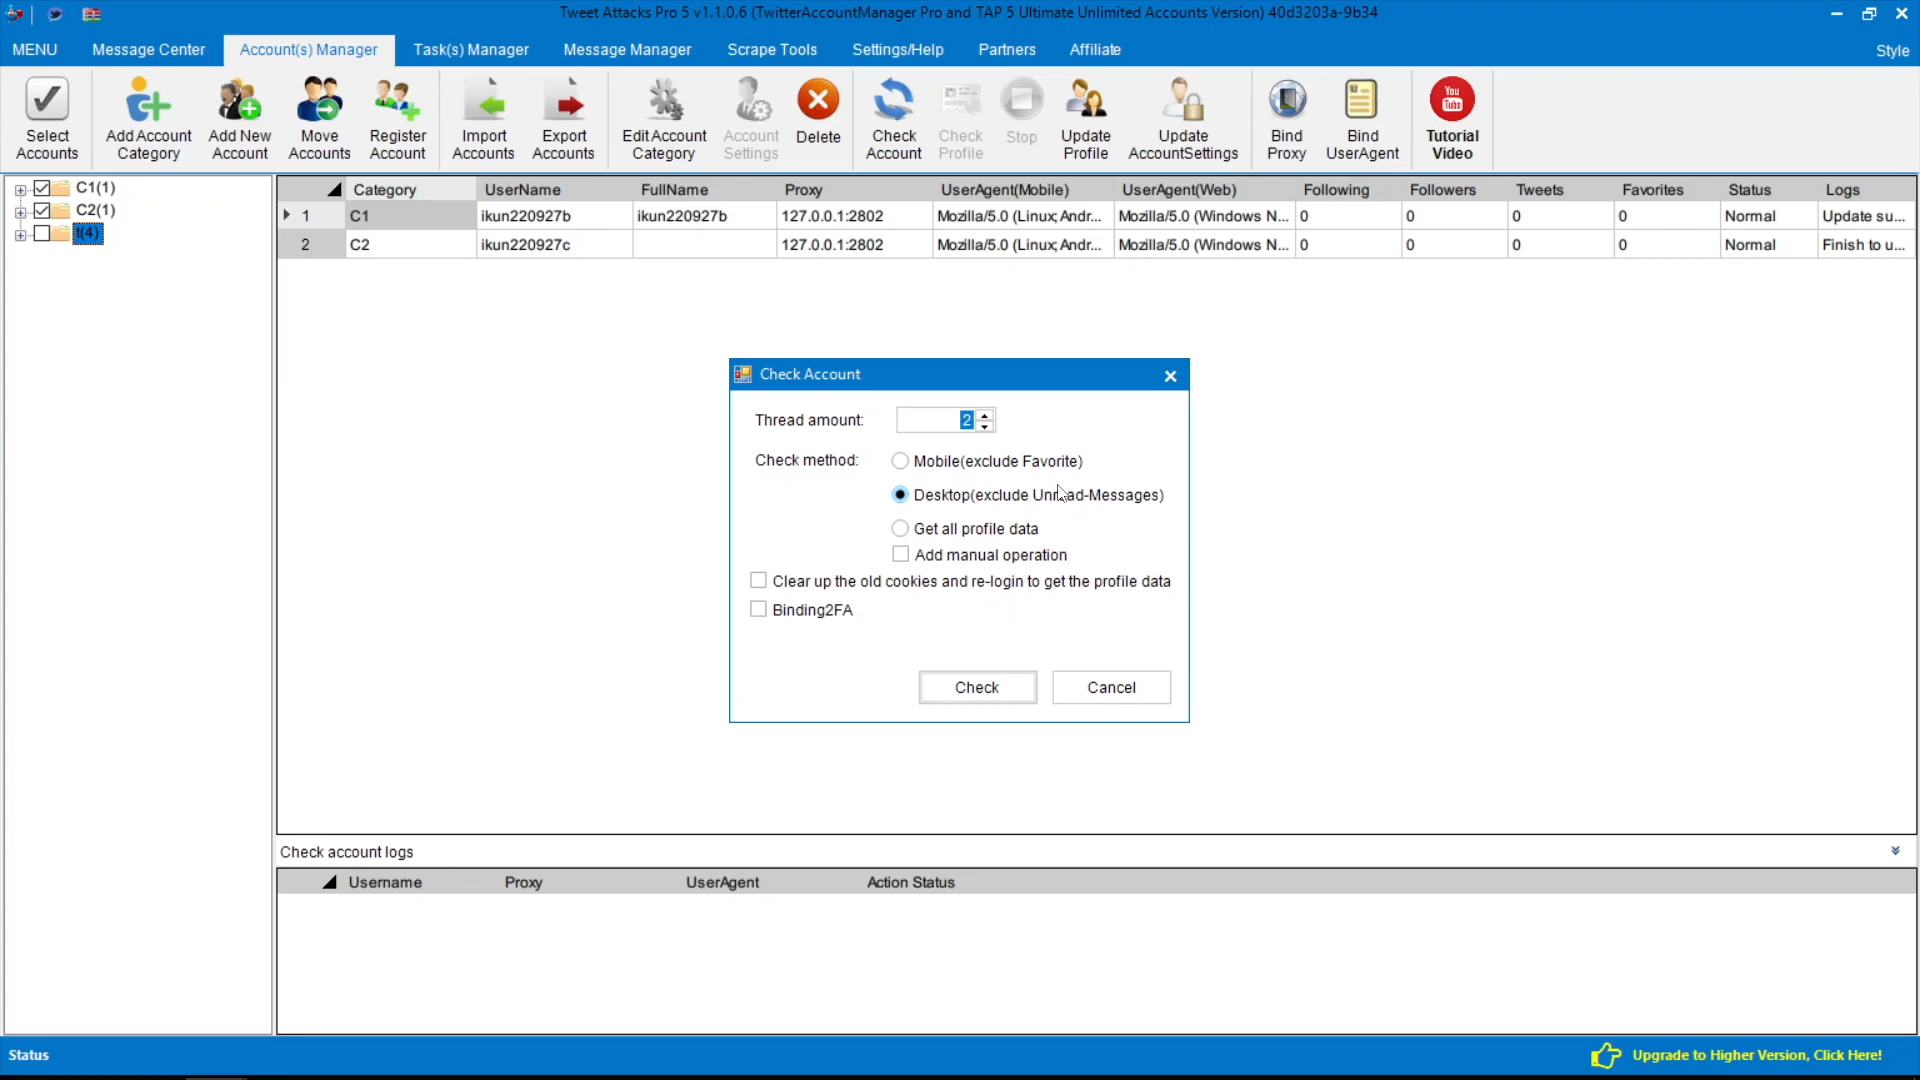 Tweet Attacks Pro 5 v1.1.0.6 (TwitterAccountManager Pro and TAP 5 Ultimate Unlimited Accounts Version) 40d3203a-9b34
MENU Message Center Account(s) Manager Task(s) Manager Message Manager Scrape Tools Settings/Help Partners Affiliate Style
Select Accounts
Add Account Category
Add New Account
Move Accounts
Register Account
Import Accounts
Export Accounts
Edit Account Category
Account Settings
Delete
Check Account
Check Profile
Stop
Update Profile
Update AccountSettings
Bind Proxy
Bind UserAgent
You Tube
Tutorial Video
C1(1)
C2(1)
t(4)
Category UserName FullName Proxy UserAgent(Mobile) UserAgent(Web) Following Followers Tweets Favorites Status Logs
1 C1 ikun220927b ikun220927b 127.0.0.1:2802 Mozilla/5.0 (Linux; Andr... Mozilla/5.0 (Windows N... 0 0 0 0 Normal Update su...
2 C2 ikun220927c 127.0.0.1:2802 Mozilla/5.0 (Linux; Andr... Mozilla/5.0 (Windows N... 0 0 0 0 Normal Finish to u...
Check Account
Thread amount: 2
Check method: Mobile(exclude Favorite)
Desktop(exclude Unread-Messages)
Get all profile data
Add manual operation
Clear up the old cookies and re-login to get the profile data
Binding2FA
Check Cancel
Check account logs
Username Proxy UserAgent Action Status
Status Upgrade to Higher Version, Click Here!